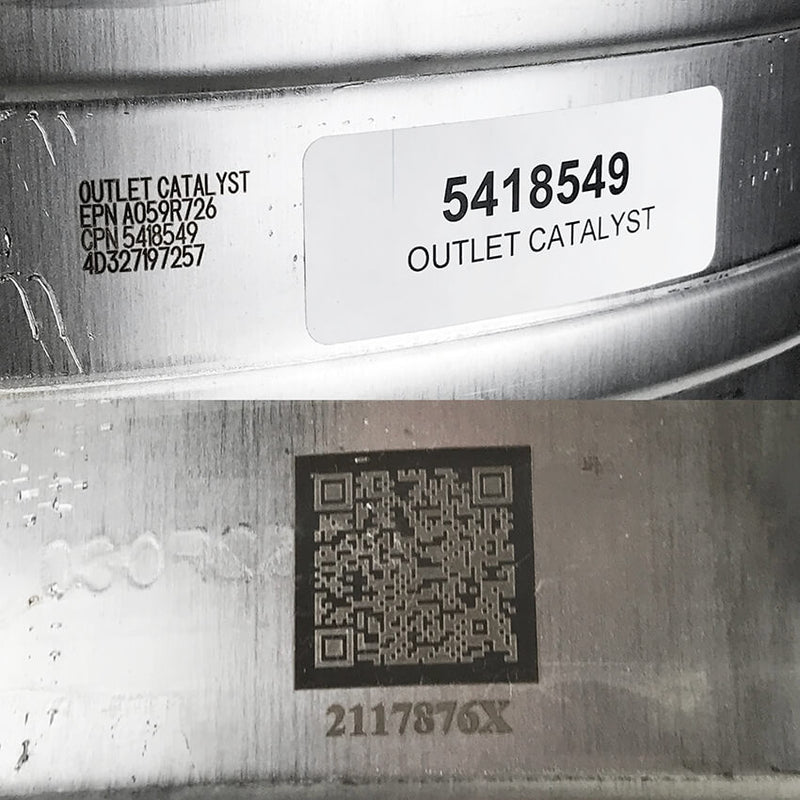 OUTLET CATALYST
EPN A059R726
CPN 5418549
4D327197257
5418549
OUTLET CATALYST
2117876X